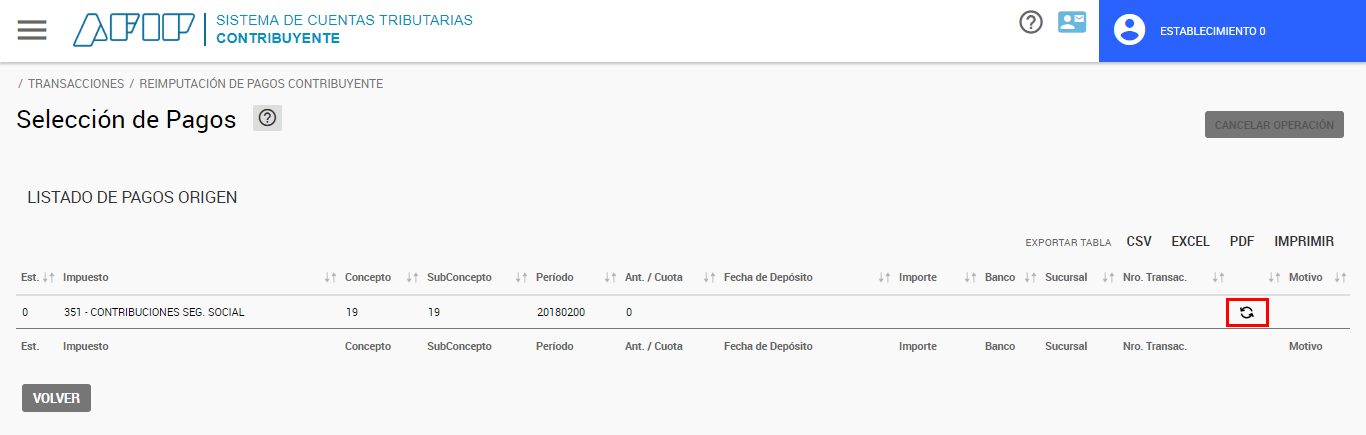 AFIP
SISTEMA DE CUENTAS TRIBUTARIAS
CONTRIBUYENTE
ESTABLECIMIENTO 0
/ TRANSACCIONES / REIMPUTACIÓN DE PAGOS CONTRIBUYENTE
Selección de Pagos
CANCELAR OPERACIÓN
LISTADO DE PAGOS ORIGEN
EXPORTAR TABLA CSV EXCEL PDF IMPRIMIR
Est. Impuesto Concepto SubConcepto Período Ant. / Cuota Fecha de Depósito Importe Banco Sucursal Nro. Transac. Motivo
0 351 - CONTRIBUCIONES SEG. SOCIAL 19 19 20180200 0
Est. Impuesto Concepto SubConcepto Período Ant. / Cuota Fecha de Depósito Importe Banco Sucursal Nro. Transac. Motivo
VOLVER